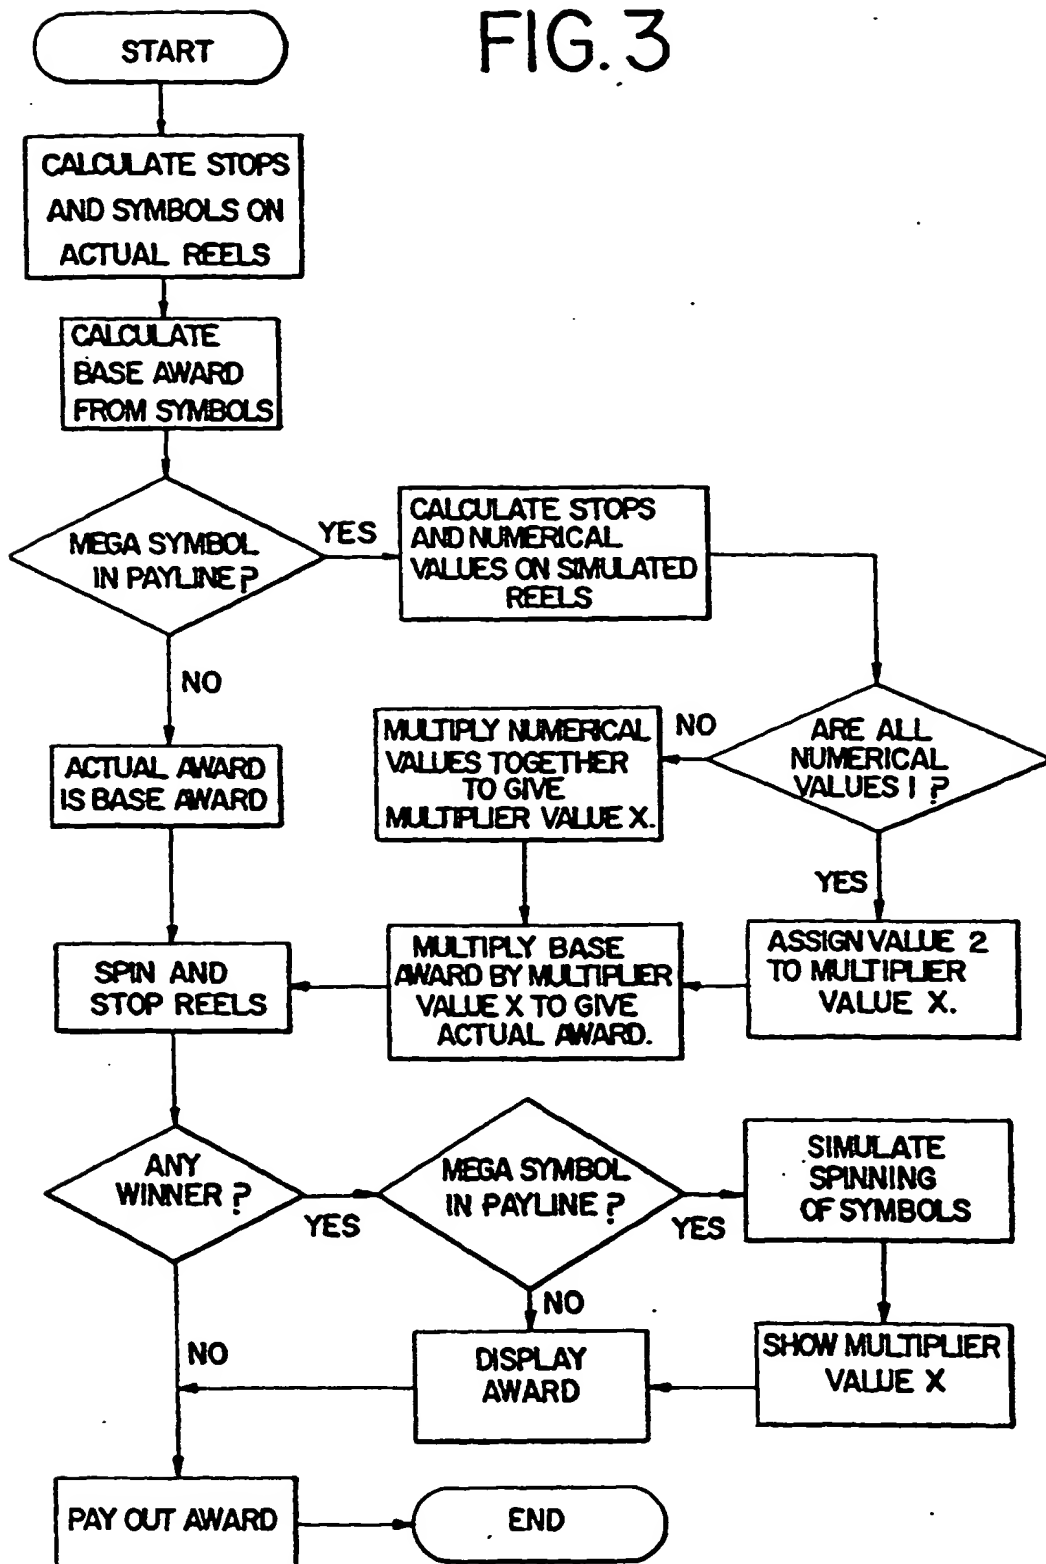 FIG. 3
START
CALCULATE STOPS
AND SYMBOLS ON
ACTUAL REELS
CALCULATE
BASE AWARD
FROM SYMBOLS
MEGA SYMBOL
IN PAYLINE?
YES
CALCULATE STOPS
AND NUMERICAL
VALUES ON SIMULATED
REELS
NO
ARE ALL
NUMERICAL
VALUES 1?
NO
MULTIPLY NUMERICAL
VALUES TOGETHER
TO GIVE
MULTIPLIER VALUE X.
ACTUAL AWARD
IS BASE AWARD
YES
ASSIGN VALUE 2
TO MULTIPLIER
VALUE X.
MULTIPLY BASE
AWARD BY MULTIPLIER
VALUE X TO GIVE
ACTUAL AWARD.
SPIN AND
STOP REELS
ANY
WINNER?
YES
MEGA SYMBOL
IN PAYLINE?
YES
SIMULATE
SPINNING
OF SYMBOLS
NO
NO
DISPLAY
AWARD
SHOW MULTIPLIER
VALUE X
PAY OUT AWARD
END